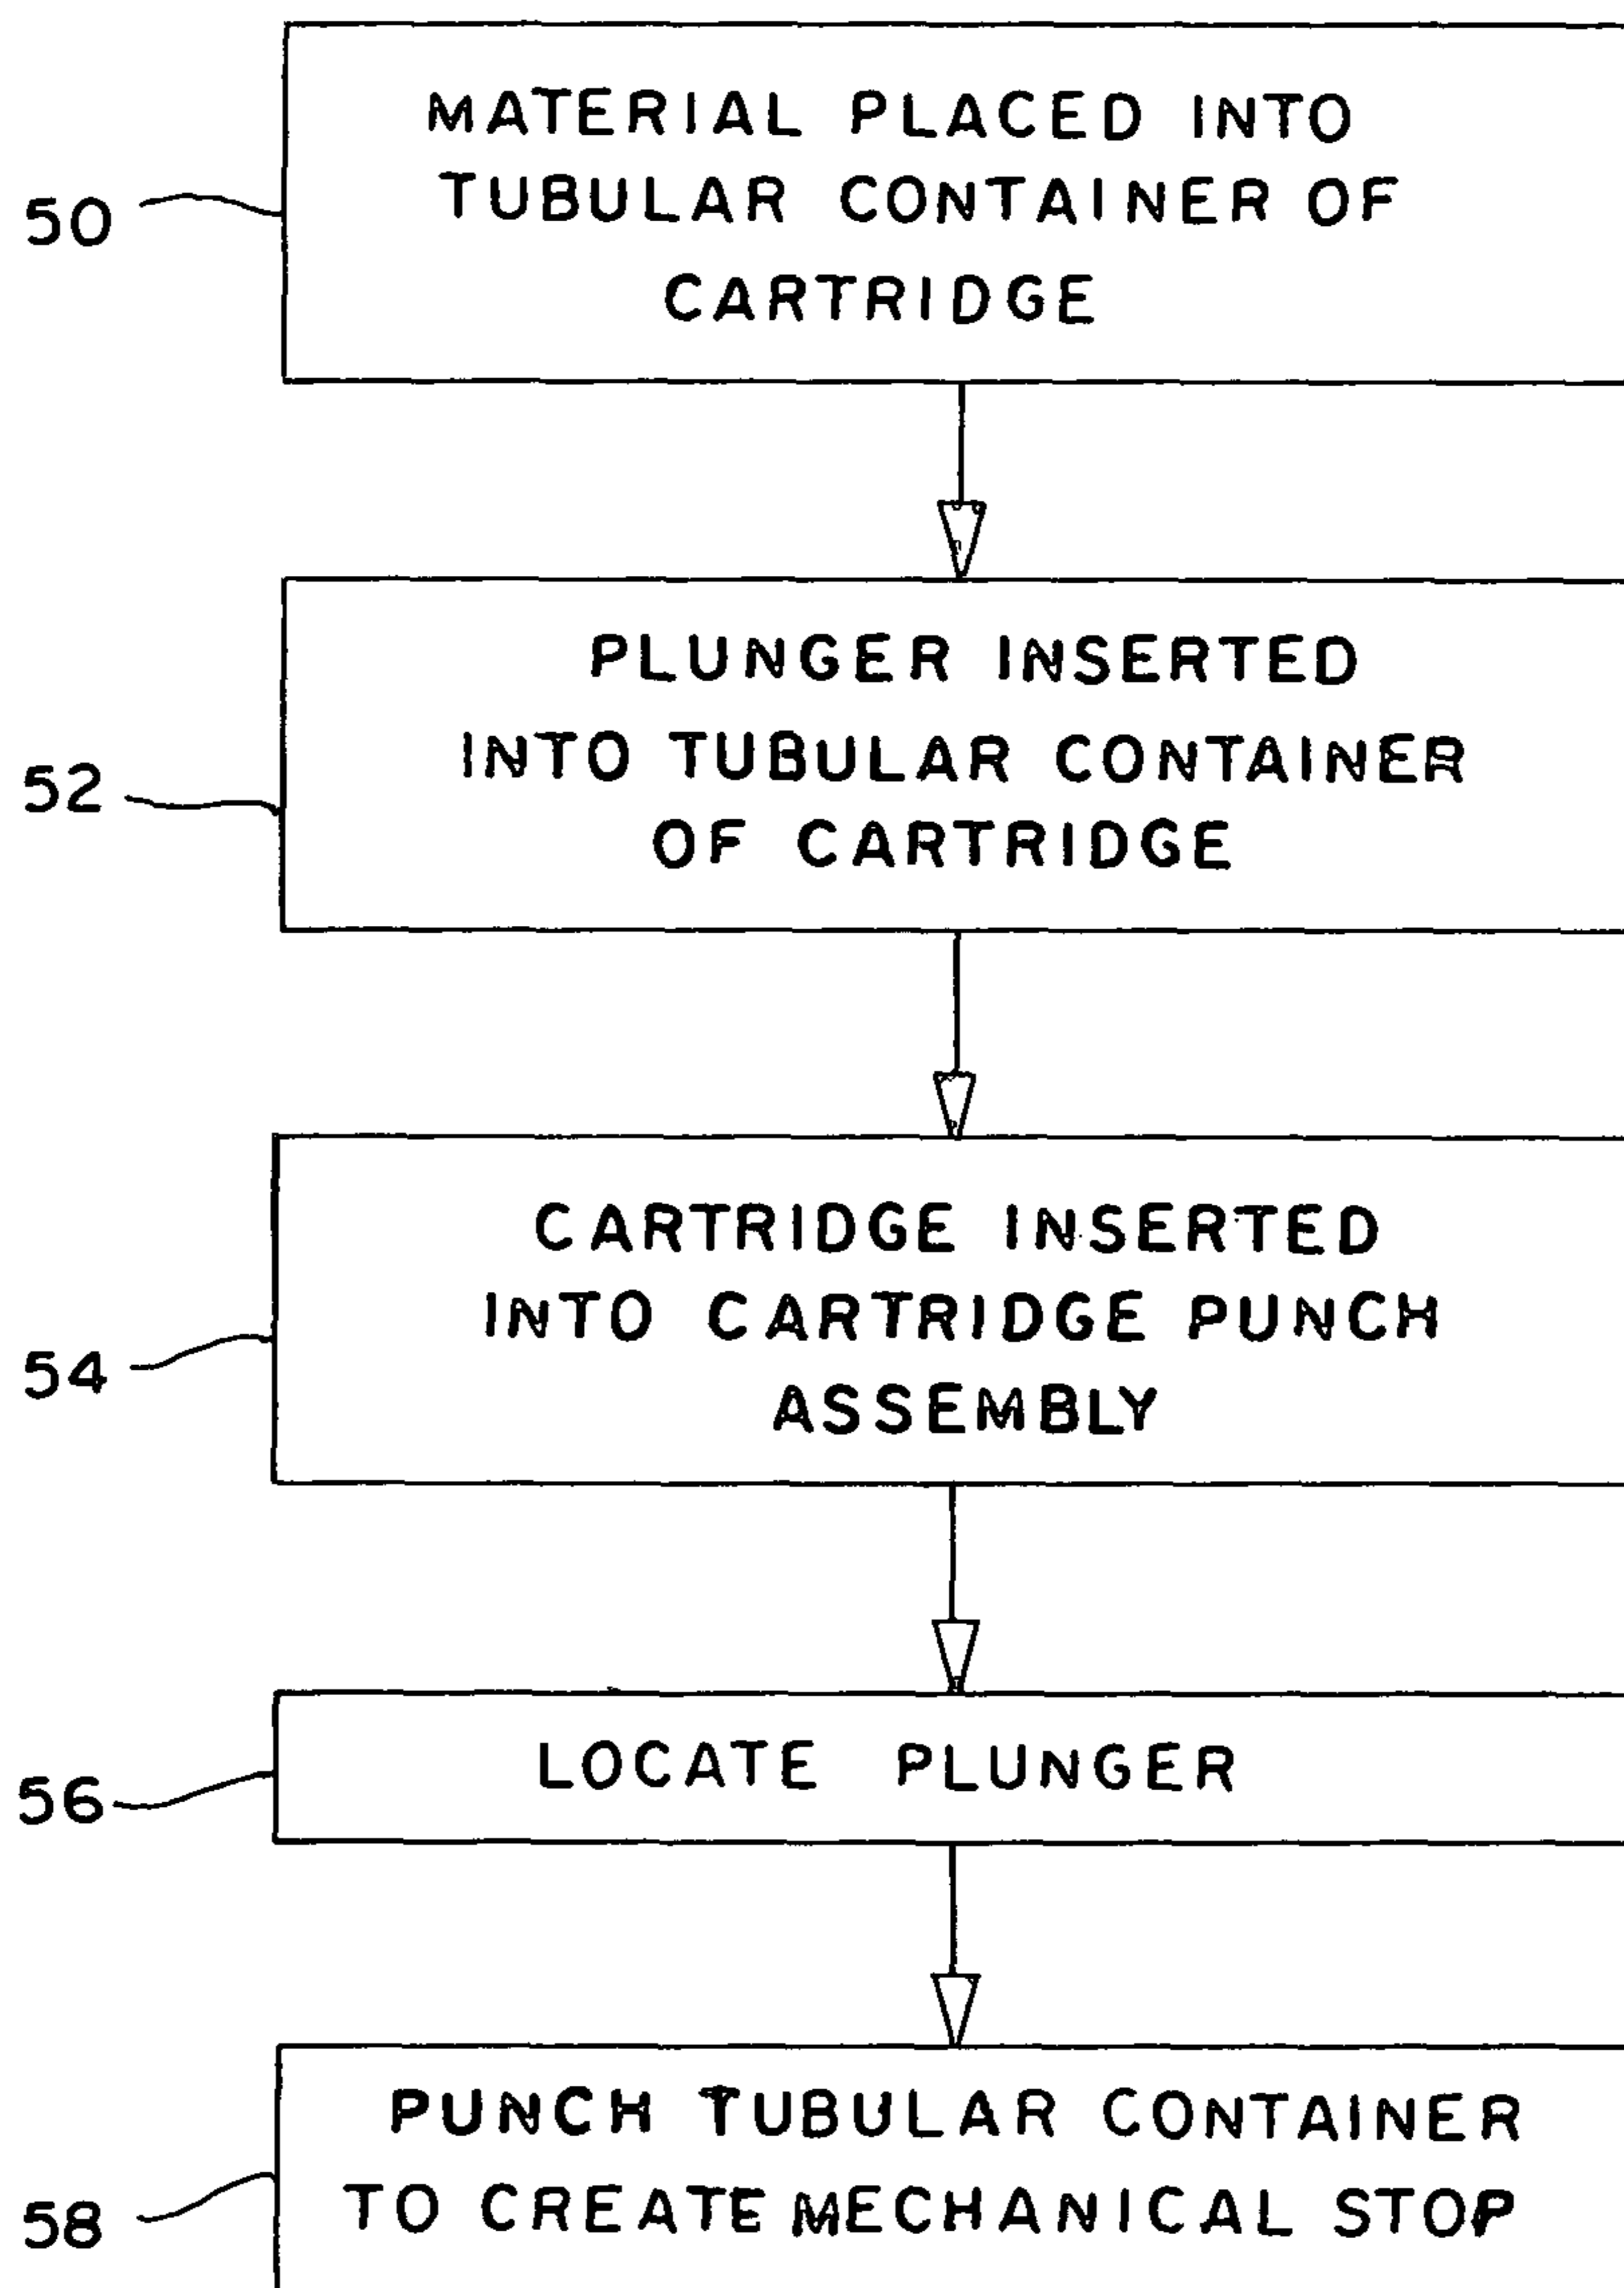 MATERIAL PLACED INTO
TUBULAR CONTAINER OF
CARTRIDGE
50
PLUNGER INSERTED
INTO TUBULAR CONTAINER
OF CARTRIDGE
52
CARTRIDGE INSERTED
INTO CARTRIDGE PUNCH
ASSEMBLY
54
LOCATE PLUNGER
56
PUNCH TUBULAR CONTAINER
TO CREATE MECHANICAL STOP
58